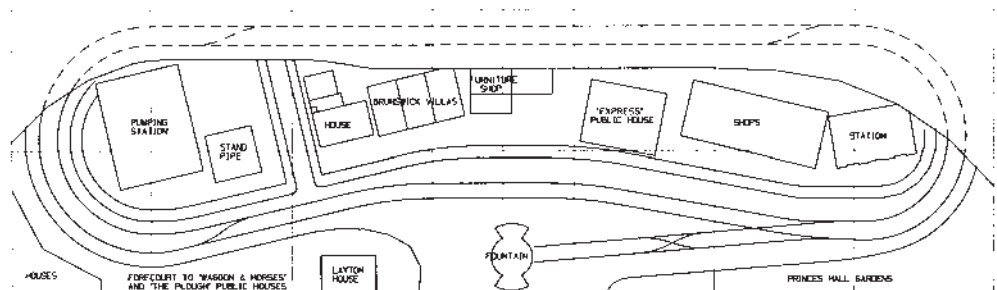 PUMPING
STATION
STAND
PIPE
HOUSE
BRUNSWICK VILLAS
FURNITURE
SHOP
'EXPRESS'
PUBLIC HOUSE
SHOPS
STATION
HOUSES
FORECOURT TO 'WAGGON & HORSES'
AND 'THE PLOUGH' PUBLIC HOUSES
LAYTON
HOUSE
FOUNTAIN
PRINCES HALL GARDENS